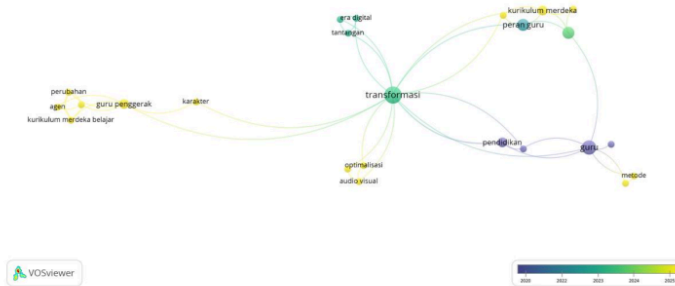 kurikulum merdeka
era digital
peran guru
tantangan
transformasi
perubahan
karakter
guru penggerak
agen
kurikulum merdeka belajar
pendidikan
guru
optimalisasi
metode
audio visual
VOSviewer
2020 2022 2023 2024 2025